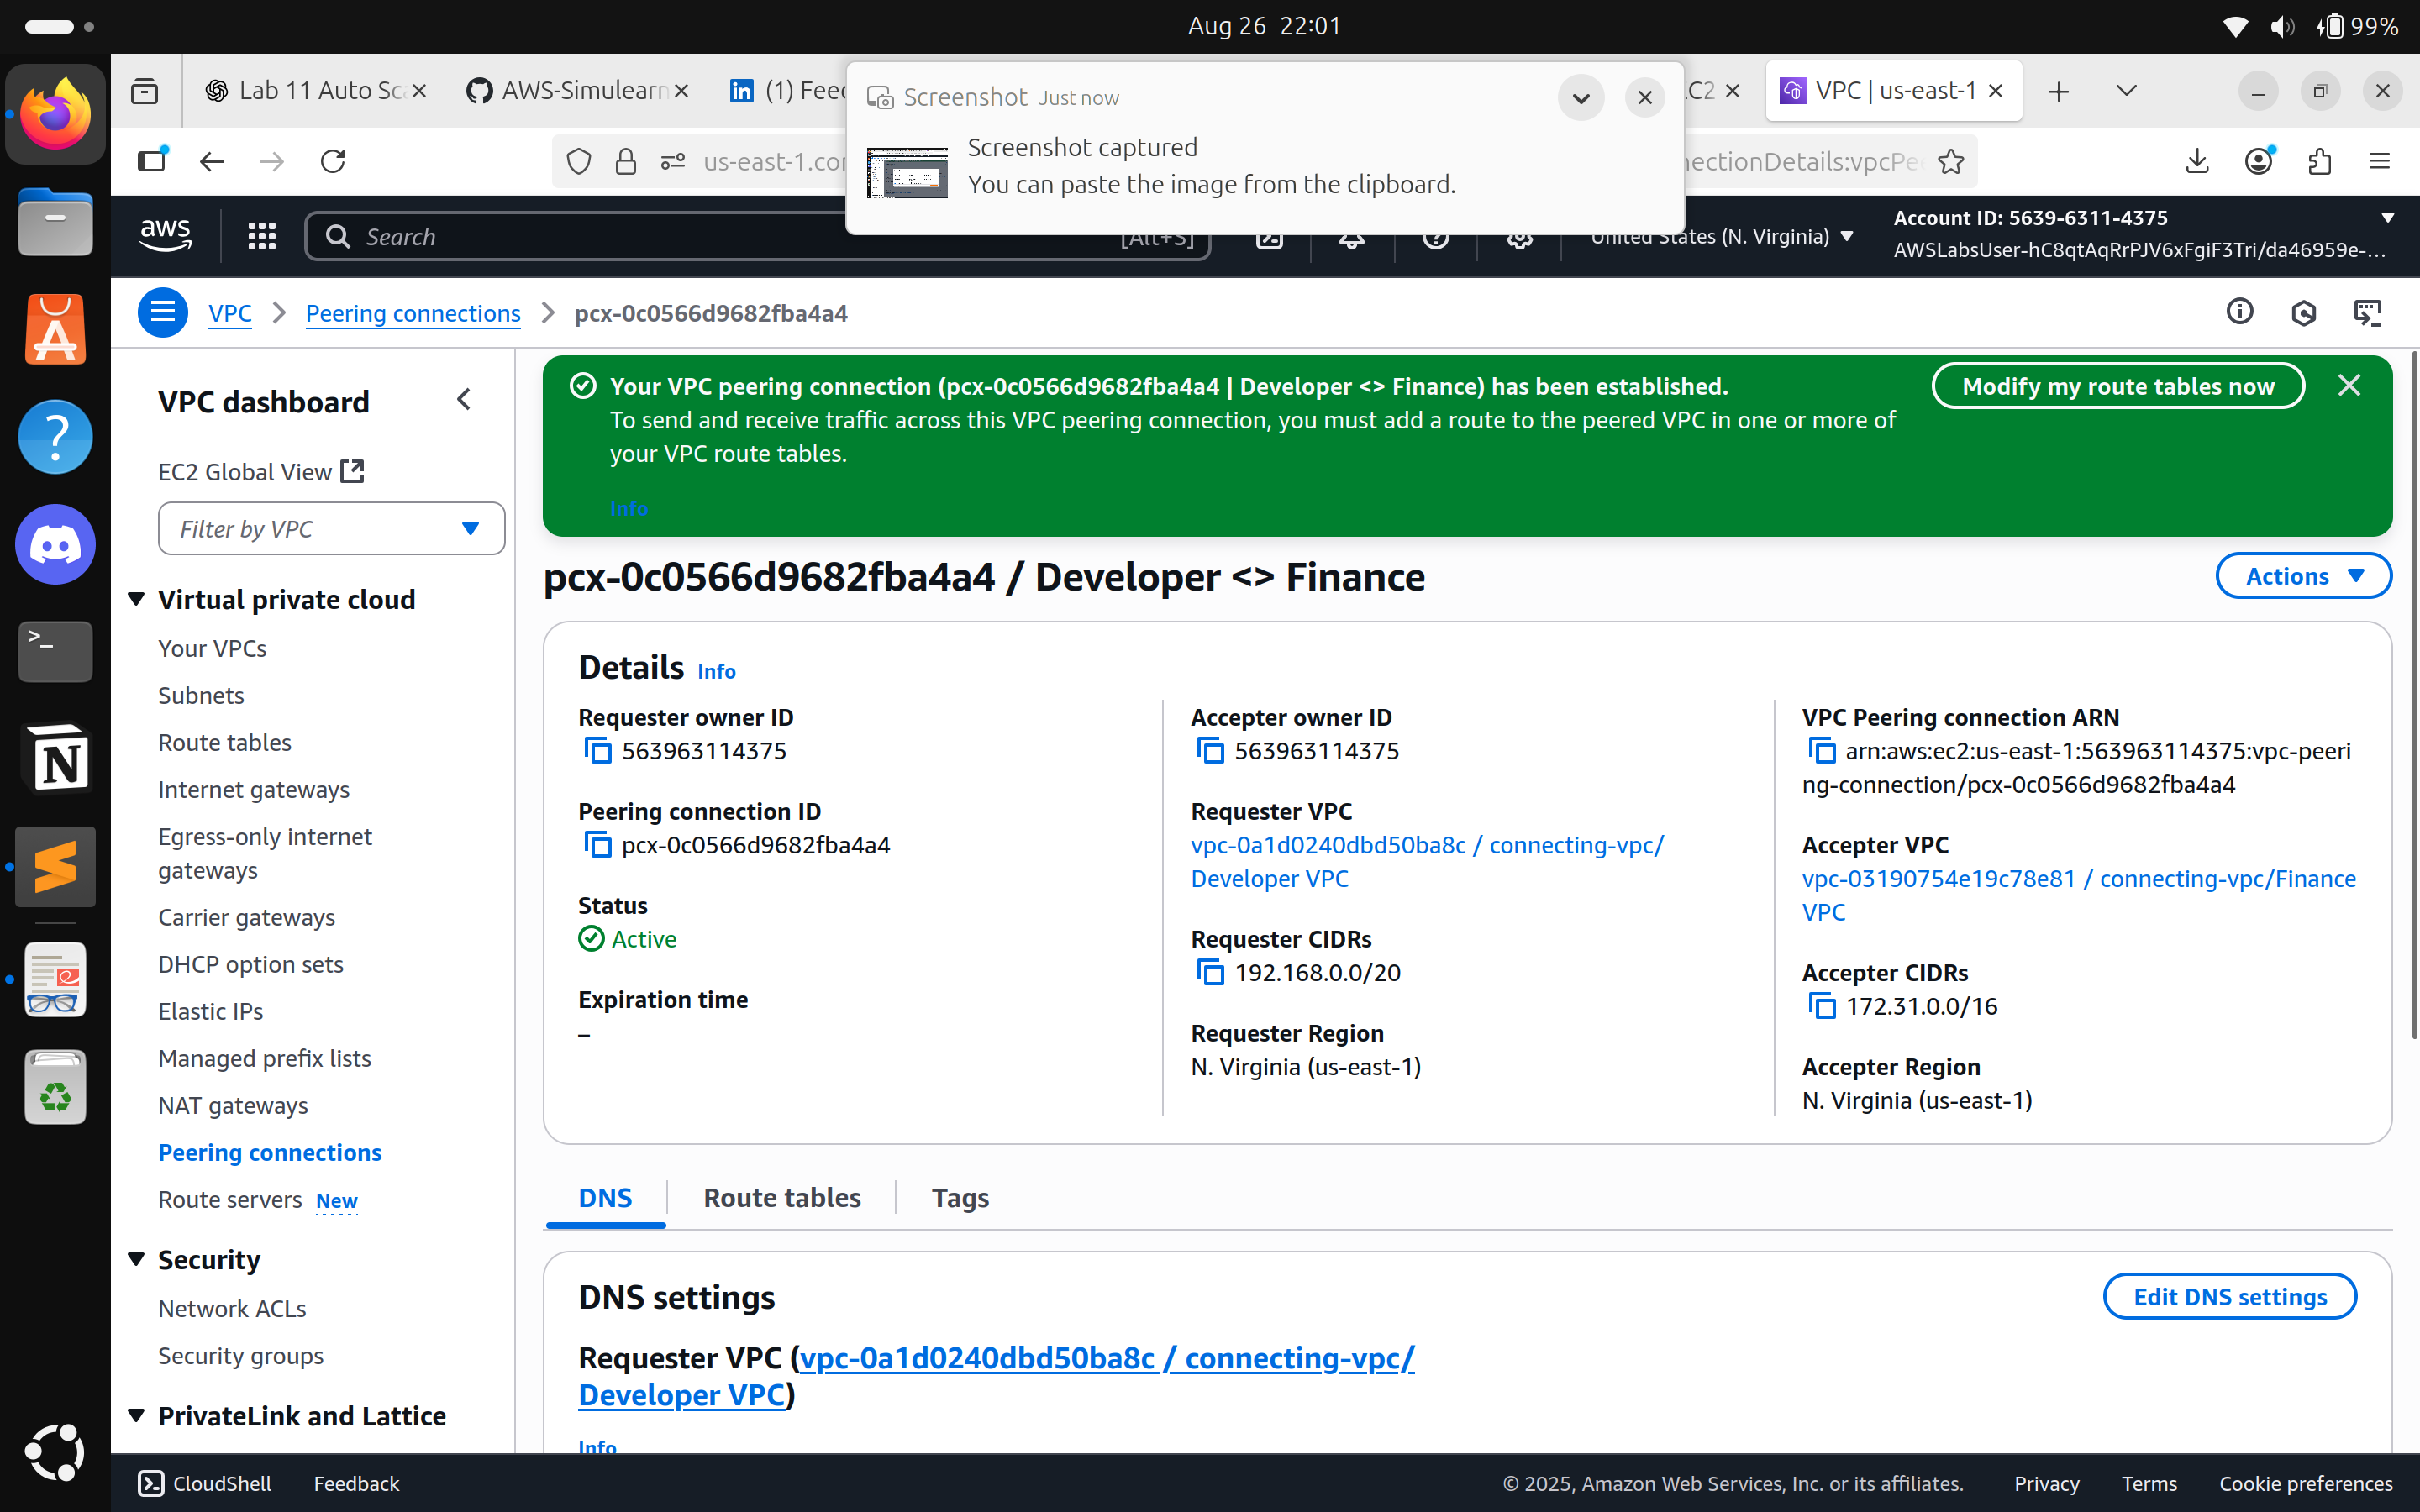 Aug 26 22:01
99%
Lab 11 Auto Sc
AWS-Simulearn
(1) Feed
EC2
VPC | us-east-1
Screenshot Just now
Screenshot captured
You can paste the image from the clipboard.
us-east-1.co
nectionDetails:vpcPe
aws
Search
[Alt+S]
United States (N. Virginia)
Account ID: 5639-6311-4375
AWSLabsUser-hC8qtAqRrPJV6xFgiF3Tri/da46959e-...
VPC
Peering connections
pcx-0c0566d9682fba4a4
VPC dashboard
EC2 Global View
Filter by VPC
Virtual private cloud
Your VPCs
Subnets
Route tables
Internet gateways
Egress-only internet
gateways
Carrier gateways
DHCP option sets
Elastic IPs
Managed prefix lists
NAT gateways
Peering connections
Route servers New
Security
Network ACLs
Security groups
PrivateLink and Lattice
Your VPC peering connection (pcx-0c0566d9682fba4a4 | Developer <> Finance) has been established.
To send and receive traffic across this VPC peering connection, you must add a route to the peered VPC in one or more of
your VPC route tables.
Info
Modify my route tables now
pcx-0c0566d9682fba4a4 / Developer <> Finance
Actions
Details Info
Requester owner ID
563963114375
Peering connection ID
pcx-0c0566d9682fba4a4
Status
Active
Expiration time
–
Accepter owner ID
563963114375
Requester VPC
vpc-0a1d0240dbd50ba8c / connecting-vpc/
Developer VPC
Requester CIDRs
192.168.0.0/20
Requester Region
N. Virginia (us-east-1)
VPC Peering connection ARN
arn:aws:ec2:us-east-1:563963114375:vpc-peeri
ng-connection/pcx-0c0566d9682fba4a4
Accepter VPC
vpc-03190754e19c78e81 / connecting-vpc/Finance
VPC
Accepter CIDRs
172.31.0.0/16
Accepter Region
N. Virginia (us-east-1)
DNS
Route tables
Tags
DNS settings
Edit DNS settings
Requester VPC (vpc-0a1d0240dbd50ba8c / connecting-vpc/
Developer VPC)
Info
CloudShell
Feedback
© 2025, Amazon Web Services, Inc. or its affiliates.
Privacy
Terms
Cookie preferences